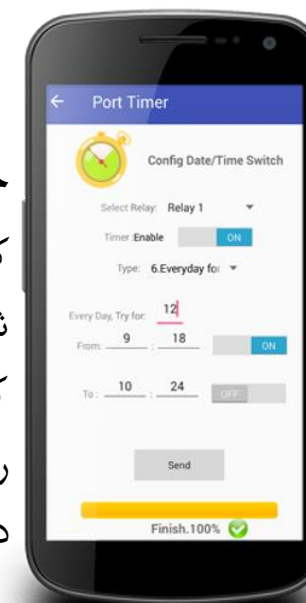 Port Timer
Config Date/Time Switch
Select Relay: Relay 1
Timer :Enable ON
Type: 6.Everyday for
Every Day, Try for: 12
From: 9 : 18 ON
To : 10 : 24 OFF
Send
Finish.100%